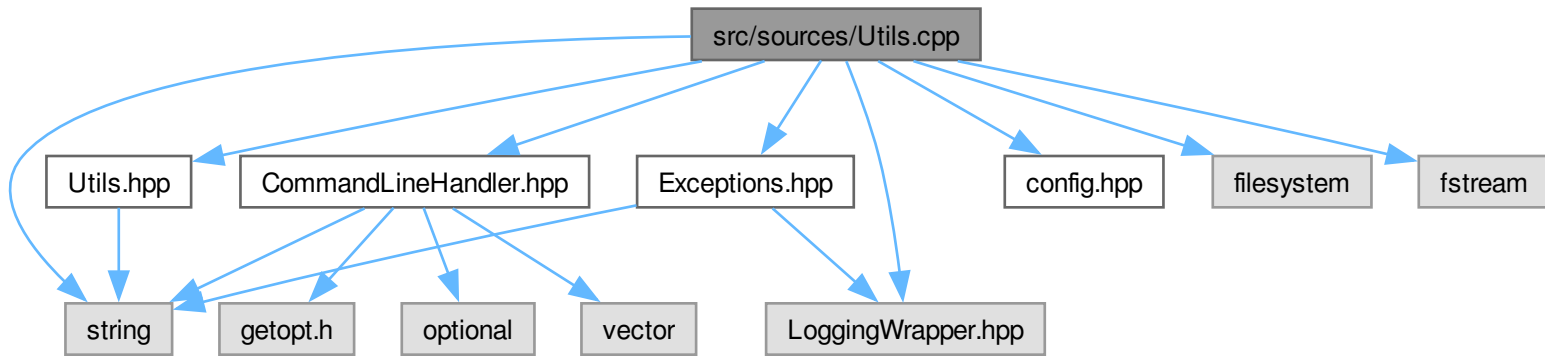 src/sources/Utils.cpp
Utils.hpp
CommandLineHandler.hpp
Exceptions.hpp
config.hpp
filesystem
fstream
string
getopt.h
optional
vector
LoggingWrapper.hpp